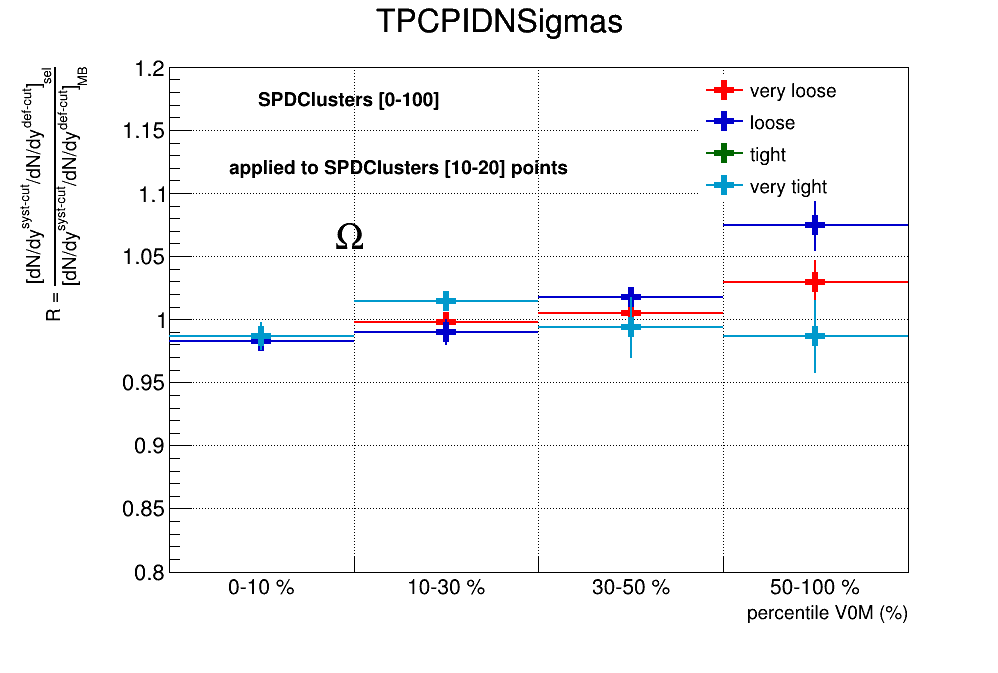 TPCPIDNSigmas
R = [dN/dy^syst-cut/dN/dy^def-cut]_sel
[dN/dy^syst-cut/dN/dy^def-cut]_MB
1.2
1.15
1.1
1.05
1
0.95
0.9
0.85
0.8
SPDClusters [0-100]
applied to SPDClusters [10-20] points
Ω
very loose
loose
tight
very tight
0-10 %
10-30 %
30-50 %
50-100 %
percentile V0M (%)